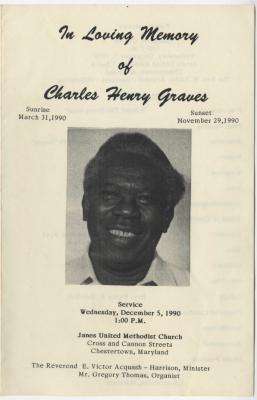 In Loving Memory
of
Charles Henry Graves
Sunrise
March 31,1990
Sunset
November 29,1990
Service
Wednesday, December 5, 1990
1:00 P.M.
Janes United Methodist Church
Cross and Cannon Streets
Chestertown, Maryland
The Reverend E. Victor Acquash - Harrison, Minister
Mr. Gregory Thomas, Organist